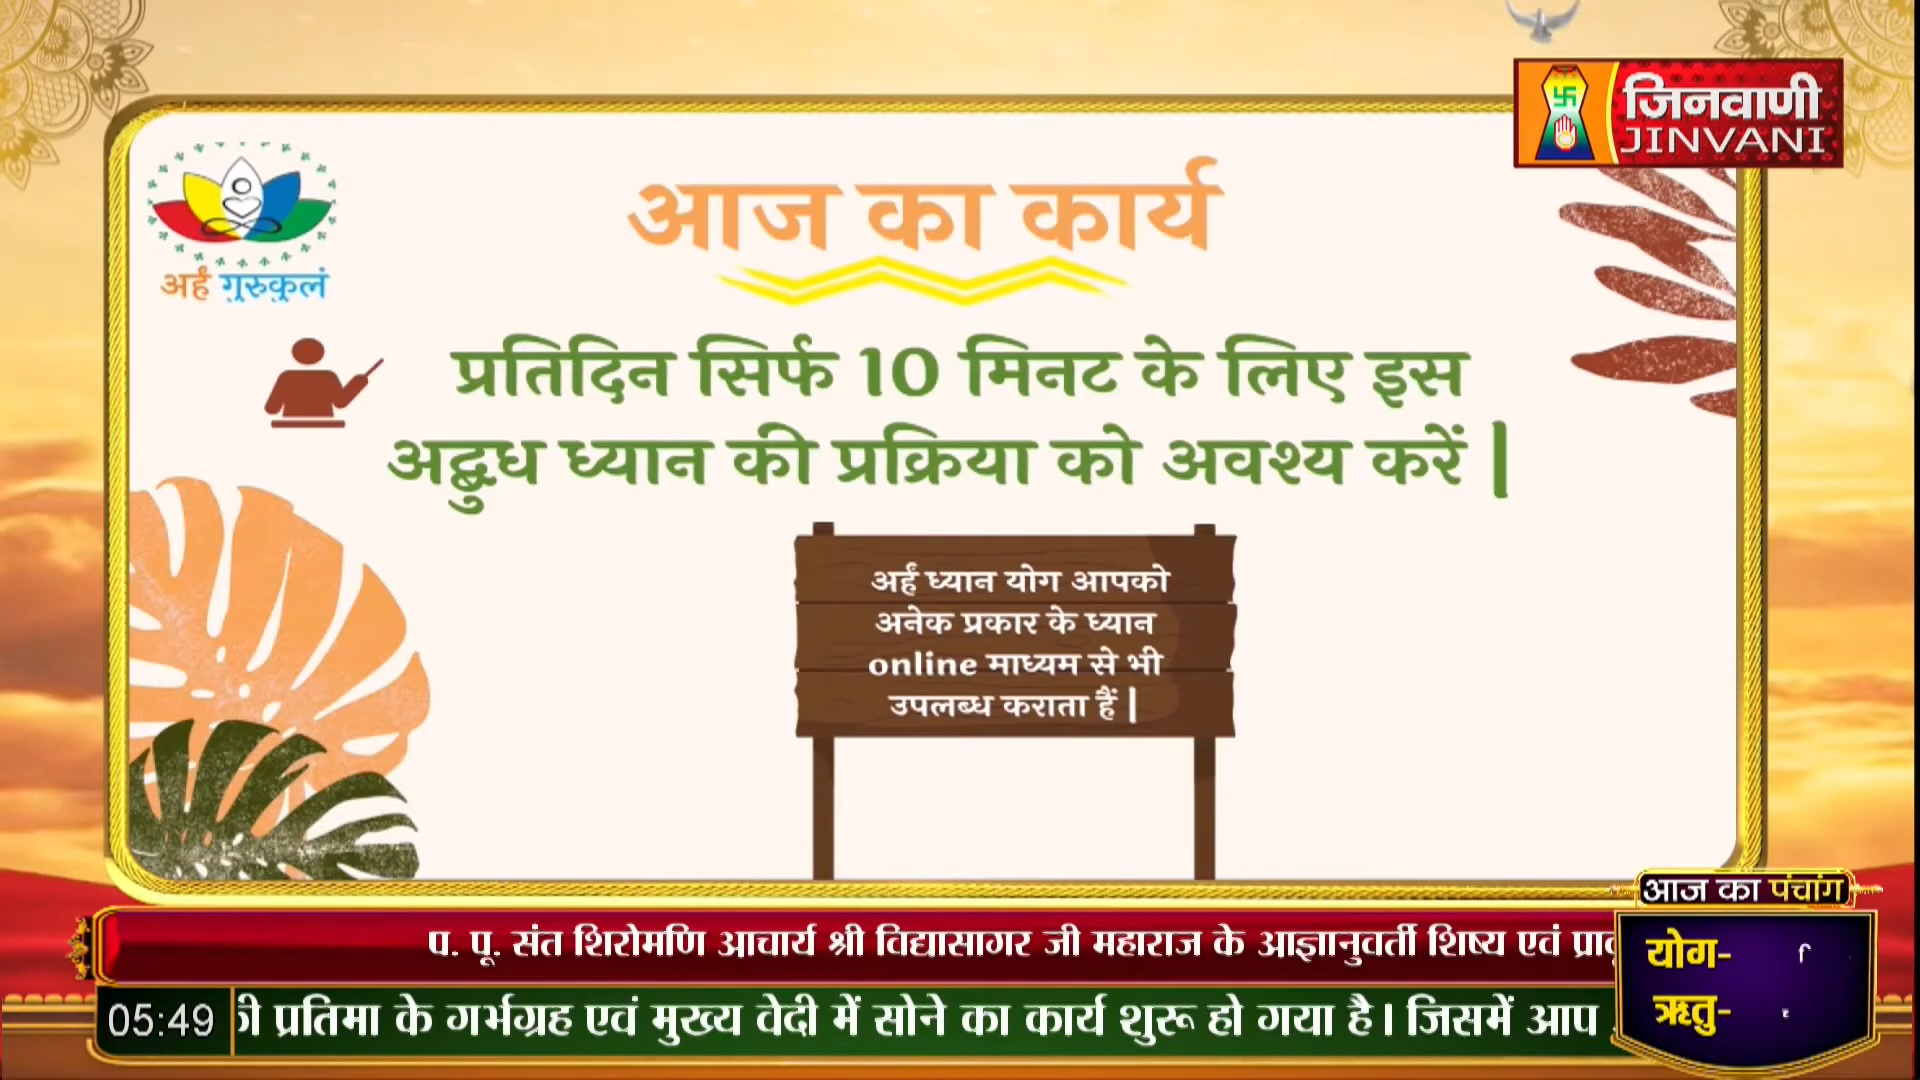 जिनवाणी
JINVANI
अर्हं गुरुकुलं
आज का कार्य
प्रतिदिन सिर्फ 10 मिनट के लिए इस
अद्भुध ध्यान की प्रक्रिया को अवश्य करें |
अर्हं ध्यान योग आपको
अनेक प्रकार के ध्यान
online माध्यम से भी
उपलब्ध कराता हैं |
आज का पंचांग
प. पू. संत शिरोमणि आचार्य श्री विद्यासागर जी महाराज के आज्ञानुवर्ती शिष्य एवं
योग-
ऋतु-
05:49
प्रतिमा के गर्भग्रह एवं मुख्य वेदी में सोने का कार्य शुरू हो गया है। जिसमें आप